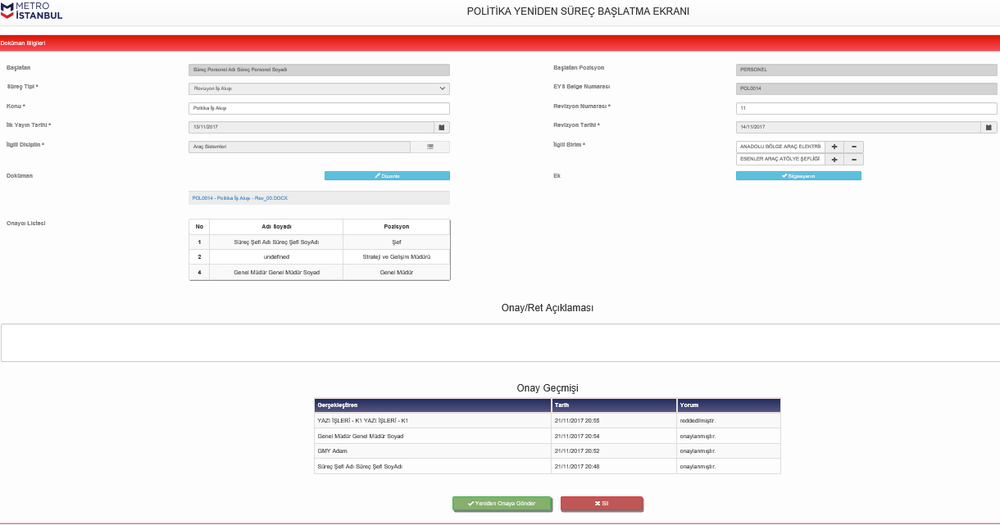 METRO
İSTANBUL
POLİTİKA YENİDEN SÜREÇ BAŞLATMA EKRANI
Doküman Bilgileri
Başlatan
Süreç Personel Adı Süreç Personel Soyadı
Başlatan Pozisyon
PERSONEL
Süreç Tipi *
Revizyon İş Akışı
EYS Belge Numarası
POL0014
Konu *
Politika İş Akışı
Revizyon Numarası *
11
İlk Yayın Tarihi *
13/11/2017
Revizyon Tarihi *
14/11/2017
İlgili Disiplin *
Araç Sistemleri
İlgili Birim *
ANADOLU BÖLGE ARAÇ ELEKTRİ
ESENLER ARAÇ ATÖLYE ŞEFLİĞİ
Doküman
Düzenle
Ek
Bilgisayarım
POL0014 - Politika İş Akışı - Rev_00.DOCX
Onaycı Listesi
No Adı Soyadı Pozisyon
1 Süreç Şefi Adı Süreç Şefi SoyAdı Şef
2 undefined Strateji ve Gelişim Müdürü
4 Genel Müdür Genel Müdür Soyad Genel Müdür
Onay/Ret Açıklaması
Onay Geçmişi
Gerçekleştiren Tarih Yorum
YAZI İŞLERİ - K1 YAZI İŞLERİ - K1 21/11/2017 20:55 reddedilmiştir.
Genel Müdür Genel Müdür Soyad 21/11/2017 20:54 onaylanmıştır.
GMY Adam 21/11/2017 20:52 onaylanmıştır.
Süreç Şefi Adı Süreç Şefi SoyAdı 21/11/2017 20:48 onaylanmıştır.
Yeniden Onaya Gönder
Sil